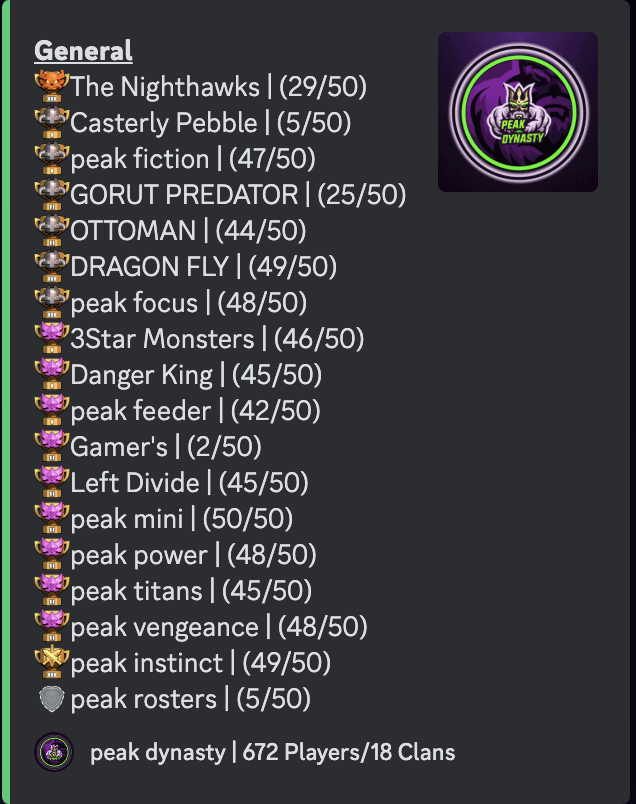 General
The Nighthawks | (29/50)
Casterly Pebble | (5/50)
peak fiction | (47/50)
GORUT PREDATOR | (25/50)
OTTOMAN | (44/50)
DRAGON FLY | (49/50)
peak focus | (48/50)
3Star Monsters | (46/50)
Danger King | (45/50)
peak feeder | (42/50)
Gamer's | (2/50)
Left Divide | (45/50)
peak mini | (50/50)
peak power | (48/50)
peak titans | (45/50)
peak vengeance | (48/50)
peak instinct | (49/50)
peak rosters | (5/50)
peak dynasty | 672 Players/18 Clans
PEAK
DYNASTY